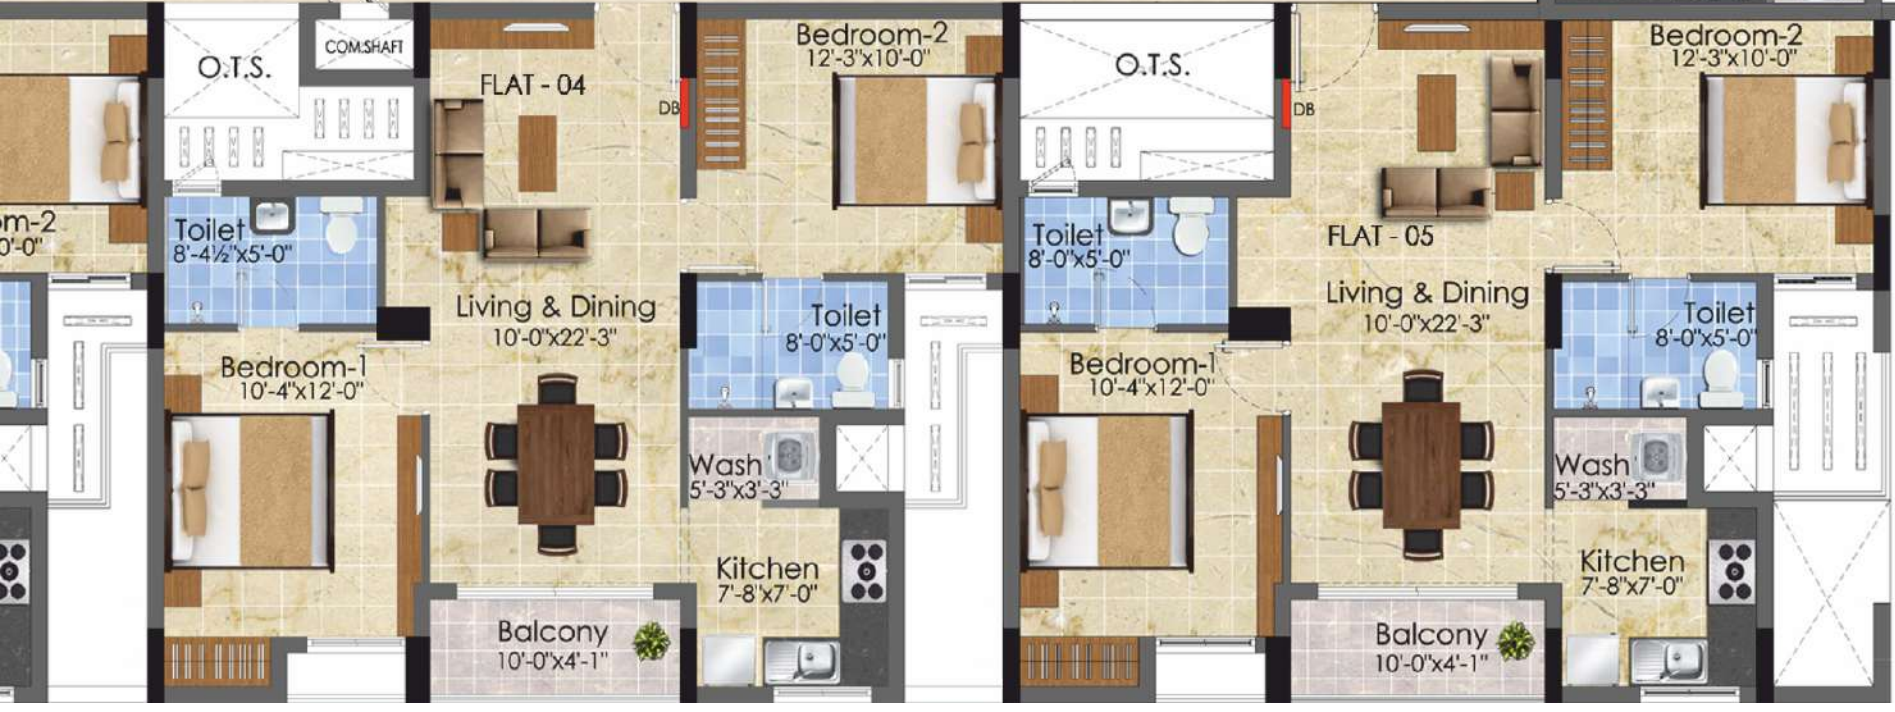 O.T.S.
COM.SHAFT
FLAT - 04
DB
Bedroom-2
12'-3"x10'-0"
O.T.S.
DB
Bedroom-2
12'-3"x10'-0"
om-2
0'-0"
Toilet
8'-4½"x5'-0"
Toilet
8'-0"x5'-0"
FLAT - 05
Living & Dining
10'-0"x22'-3"
Toilet
8'-0"x5'-0"
Living & Dining
10'-0"x22'-3"
Toilet
8'-0"x5'-0"
Bedroom-1
10'-4"x12'-0"
Bedroom-1
10'-4"x12'-0"
Wash
5'-3"x3'-3"
Wash
5'-3"x3'-3"
Kitchen
7'-8"x7'-0"
Kitchen
7'-8"x7'-0"
Balcony
10'-0"x4'-1"
Balcony
10'-0"x4'-1"